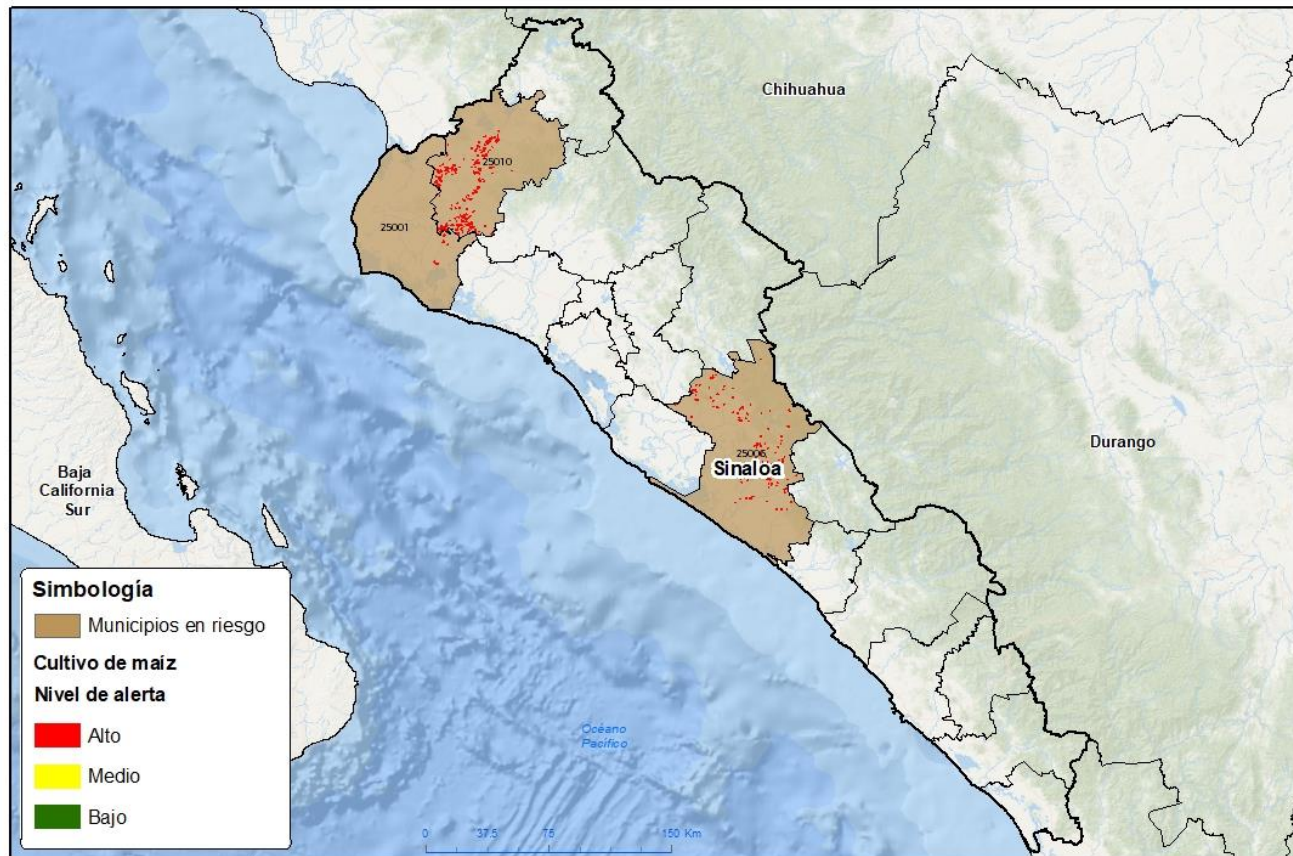 Chihuahua
25010
25001
Durango
25006
Sinaloa
Baja
California
Sur
Simbología
Municipios en riesgo
Cultivo de maíz
Nivel de alerta
Alto
Medio
Bajo
Océano
Pacífico
0 37.5 75 150 Km